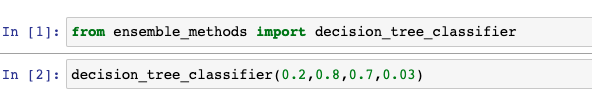 In [1]: from ensemble_methods import decision_tree_classifier
In [2]: decision_tree_classifier(0.2,0.8,0.7,0.03)